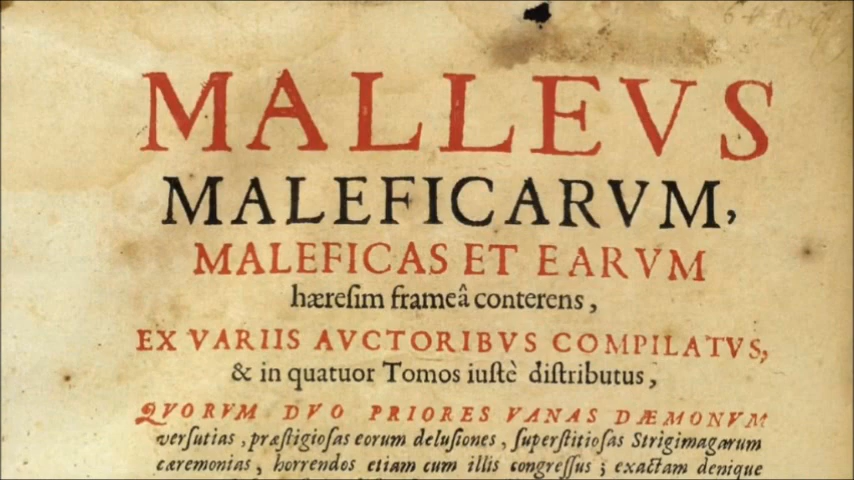 MALLEVS
MALEFICARVM,
MALEFICAS ET EARVM
hæreſim frameâ conterens,
EX VARIIS AVCTORIBVS COMPILATVS,
& in quatuor Tomos iuſtè diſtributus,
QVORVM DVO PRIORES VANAS DÆMONVM
verſutias, præſtigioſas eorum deluſiones, ſuperſtitioſas Strigimagarum
cæremonias, horrendos etiam cum illis congreſſus; exactam denique